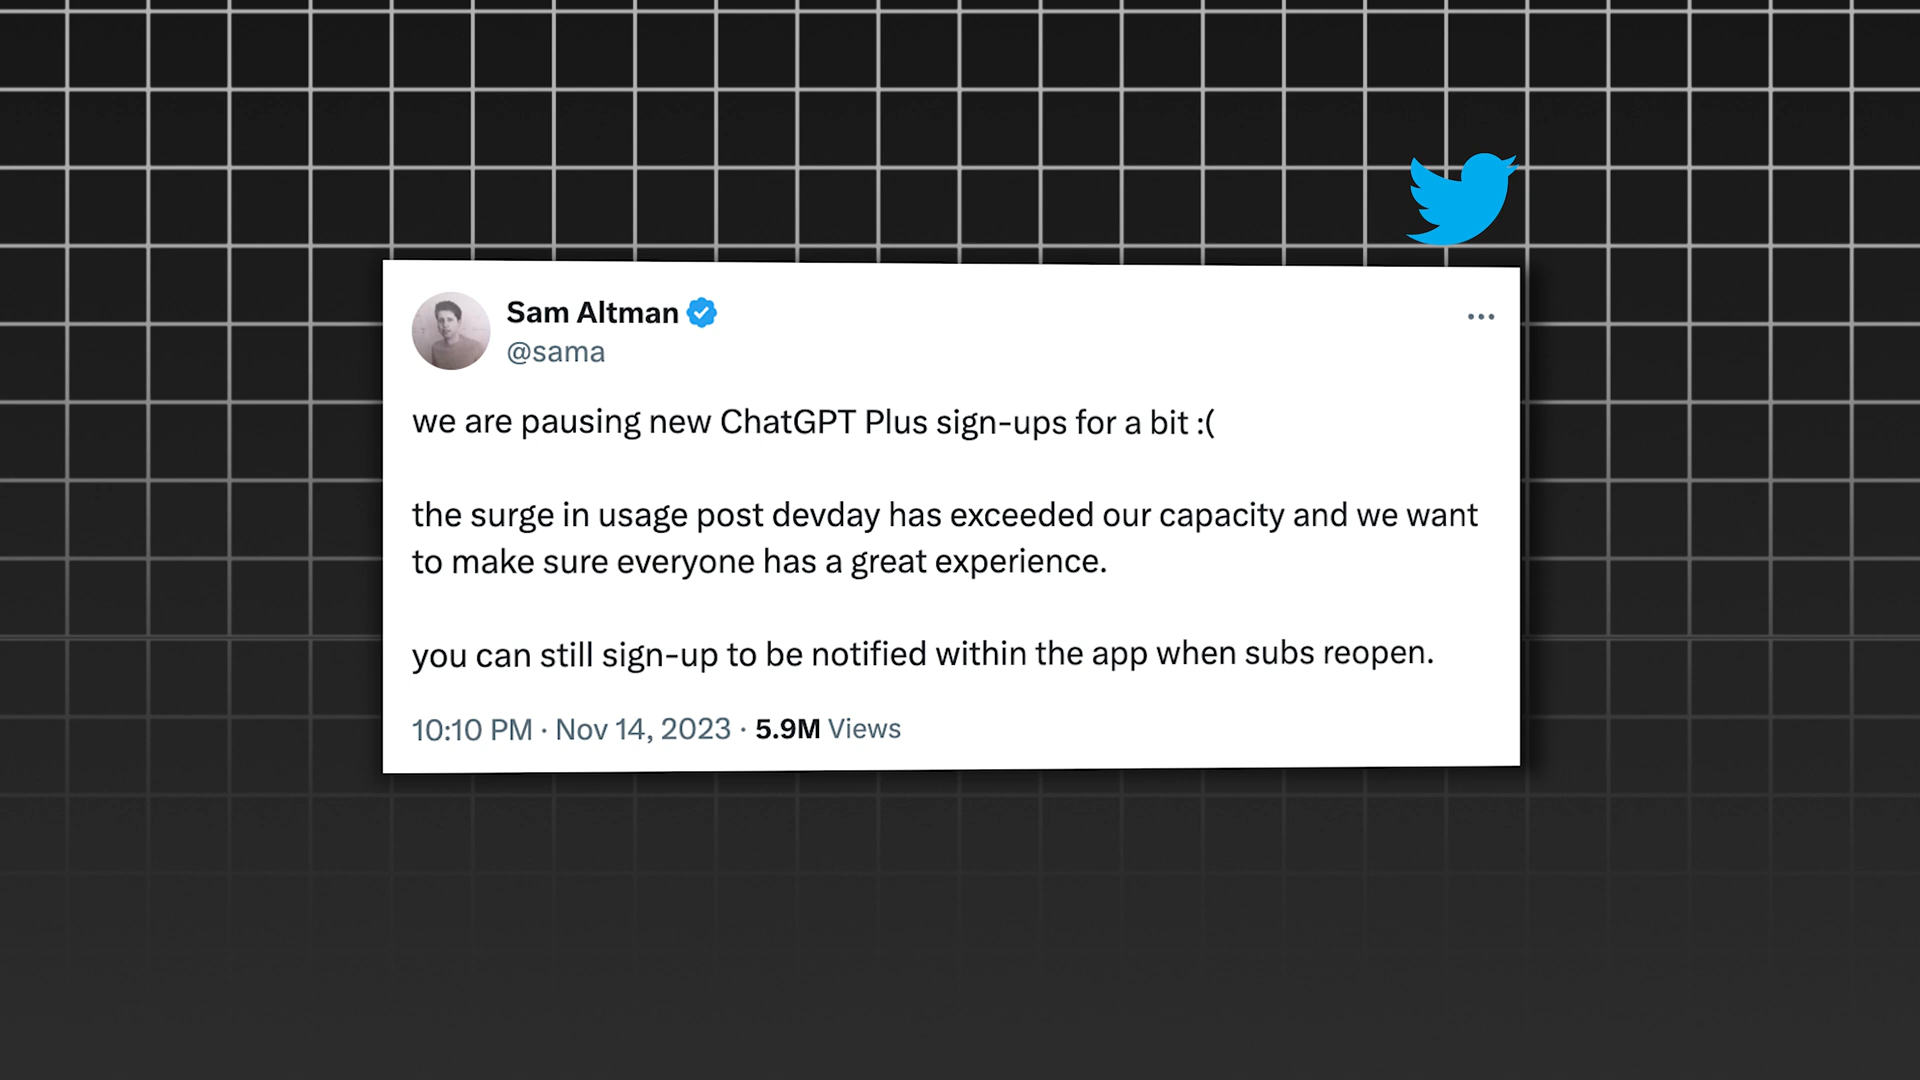 Sam Altman
@sama
we are pausing new ChatGPT Plus sign-ups for a bit :(
the surge in usage post devday has exceeded our capacity and we want
to make sure everyone has a great experience.
you can still sign-up to be notified within the app when subs reopen.
10:10 PM · Nov 14, 2023 · 5.9M Views